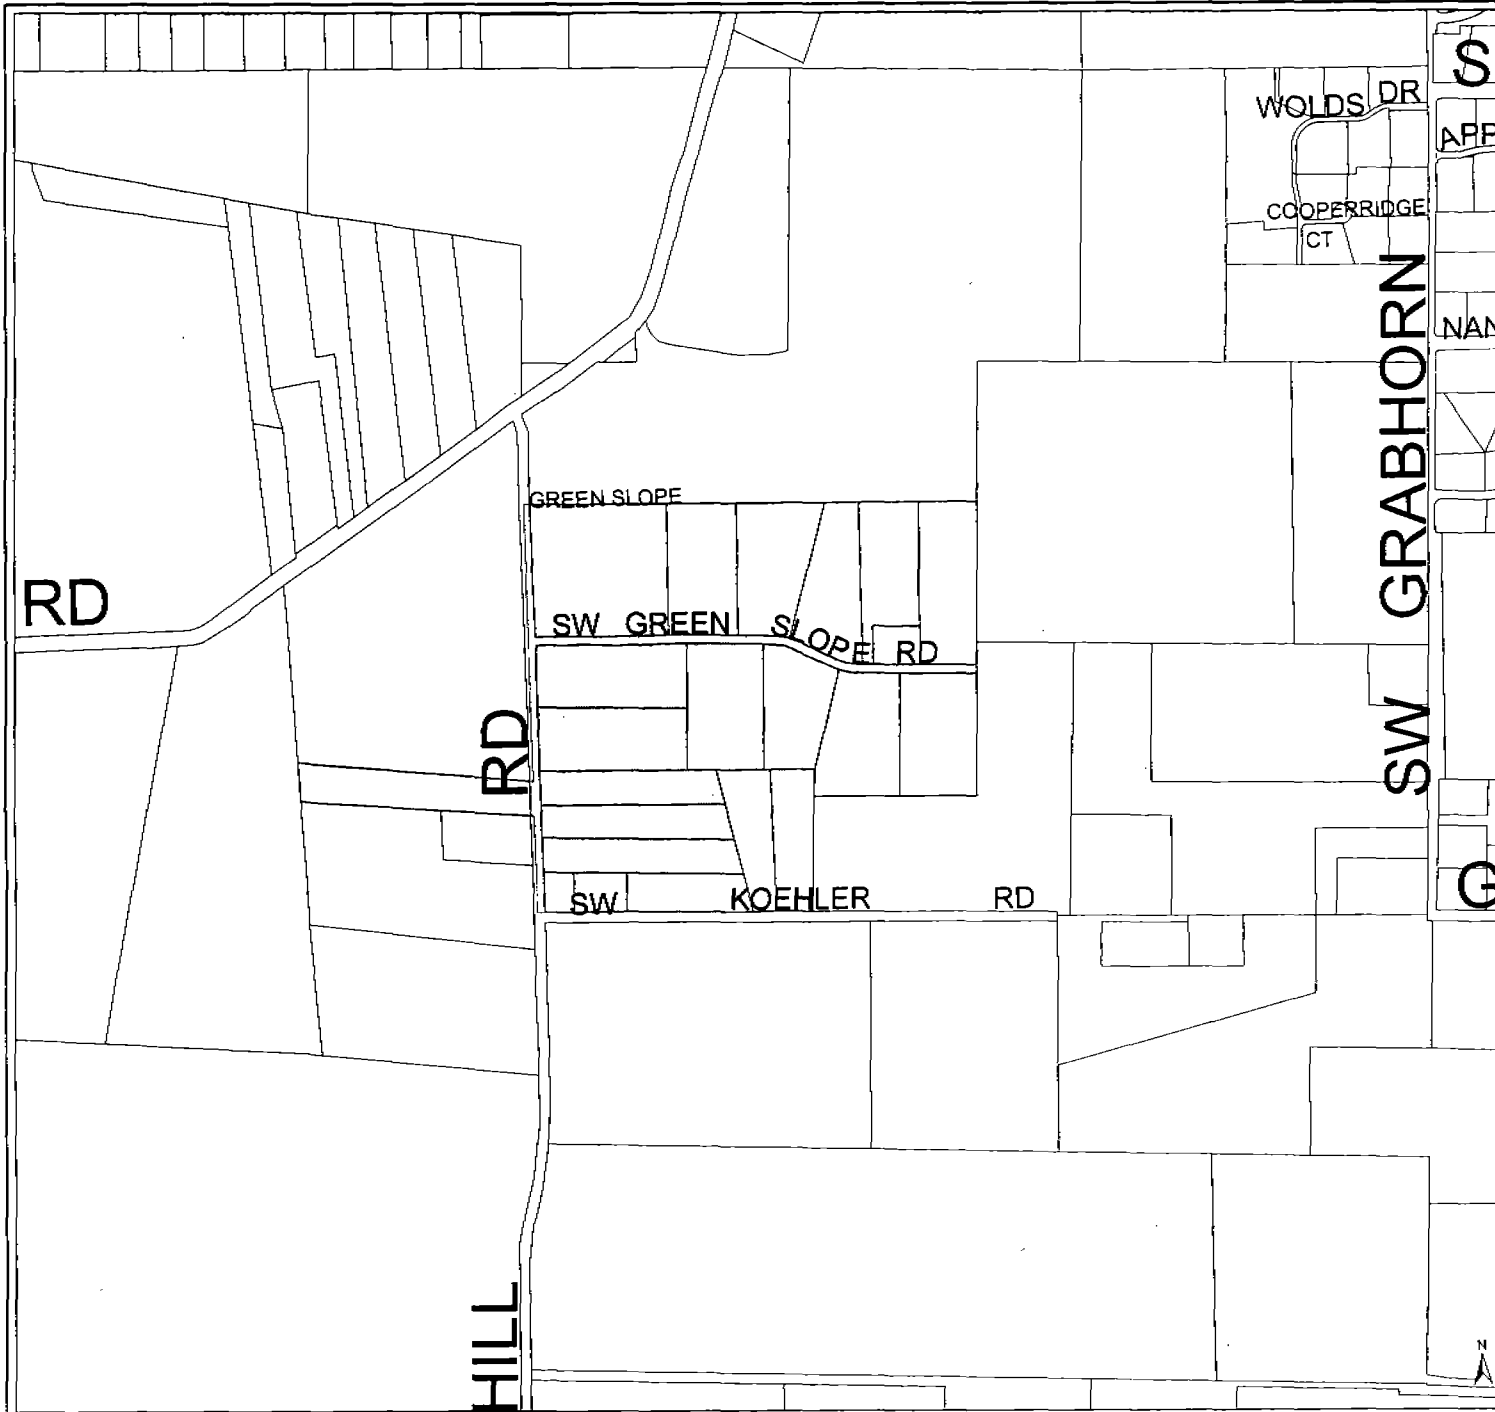 S
WOLDS DR
APP
COOPERRIDGE
CT
NAN
SW GRABHORN
GREEN SLOPE
RD
SW GREEN SLOPE RD
HILL RD
SW KOEHLER RD
G
N